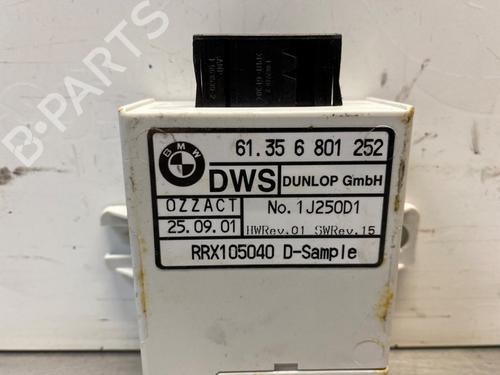 BMW
61.35 6 801 252
DWS
DUNLOP GmbH
OZZACT
No.1J250D1
25.09.01
HWRev.01 SWRev.15
RRX105040 D-Sample